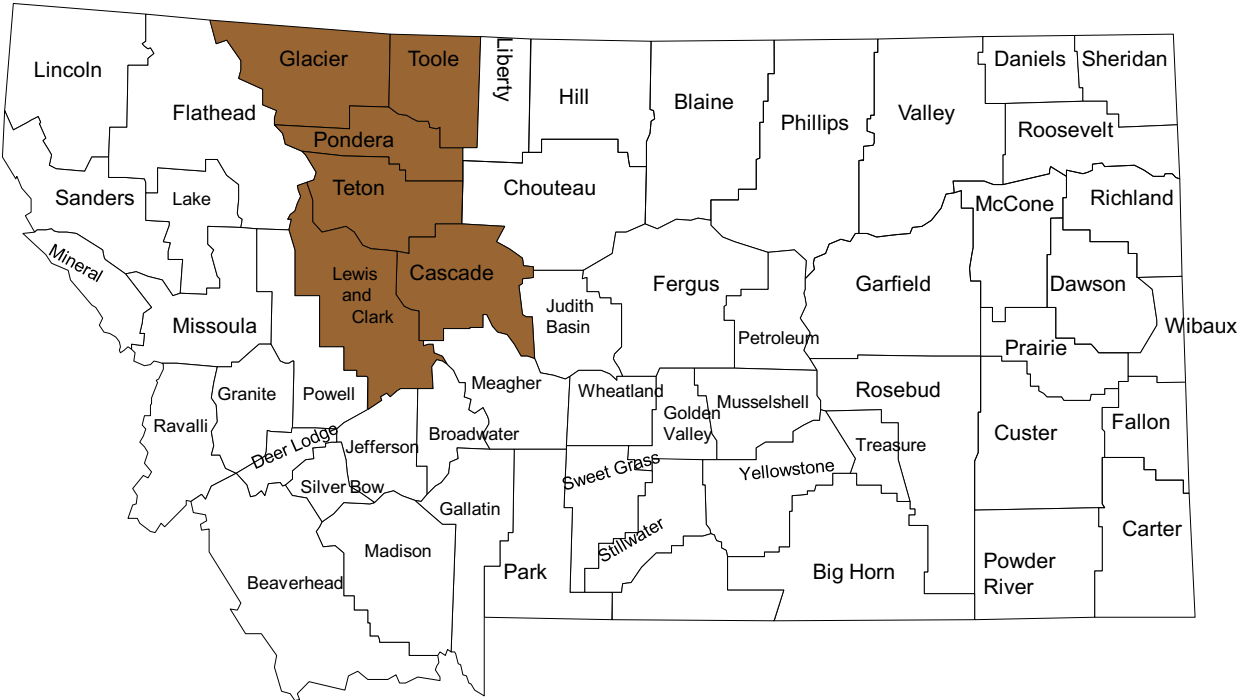 Glacier
Toole
Liberty
Daniels
Sheridan
Lincoln
Hill
Blaine
Flathead
Valley
Phillips
Roosevelt
Pondera
Teton
Chouteau
Sanders
Lake
McCone
Richland
Mineral
Lewis
and
Clark
Cascade
Fergus
Garfield
Dawson
Judith
Basin
Missoula
Petroleum
Prairie
Wibaux
Meagher
Granite
Powell
Wheatland
Rosebud
Musselshell
Ravalli
Golden
Valley
Fallon
Broadwater
Custer
Deer Lodge
Jefferson
Treasure
Sweet Grass
Yellowstone
Silver Bow
Gallatin
Stillwater
Carter
Madison
Park
Big Horn
Powder
River
Beaverhead